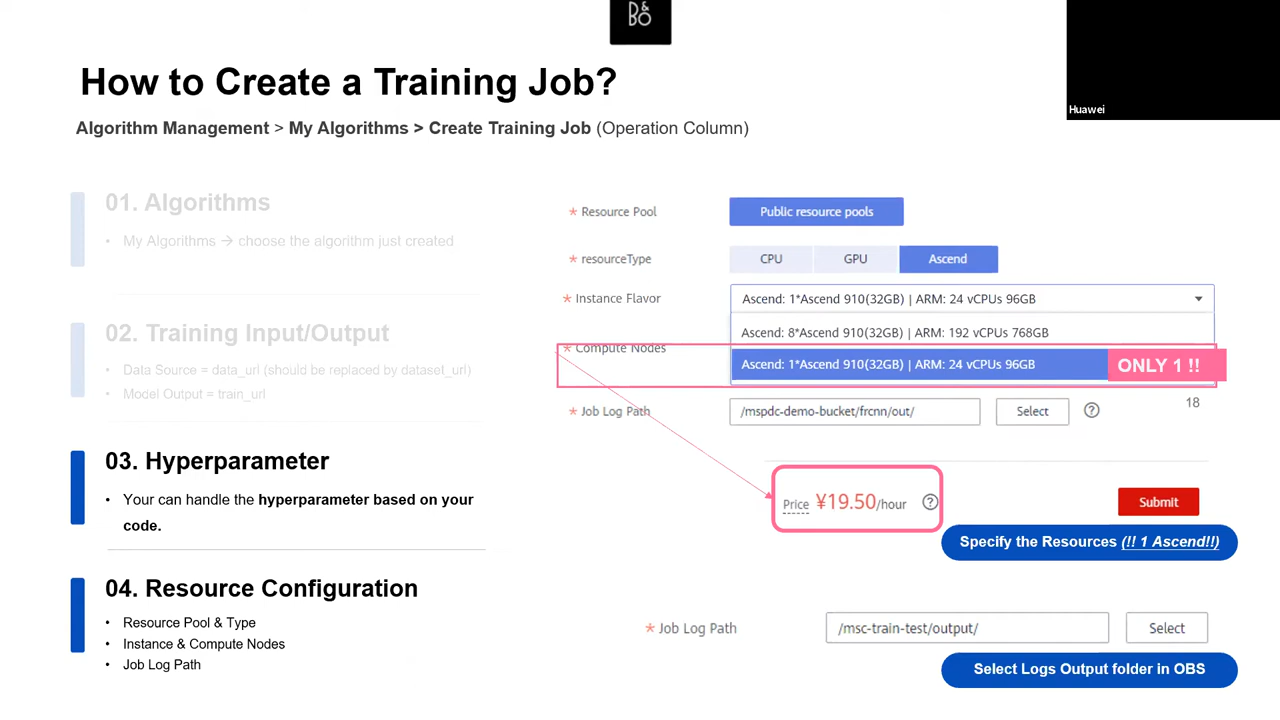 D&
BO
Huawei
How to Create a Training Job?
Algorithm Management > My Algorithms > Create Training Job (Operation Column)
01. Algorithms
• My Algorithms → choose the algorithm just created
02. Training Input/Output
• Data Source = data_url (should be replaced by dataset_url)
• Model Output = train_url
03. Hyperparameter
• Your can handle the hyperparameter based on your
code.
04. Resource Configuration
• Resource Pool & Type
• Instance & Compute Nodes
• Job Log Path
* Resource Pool Public resource pools
* resourceType CPU GPU Ascend
* Instance Flavor Ascend: 1*Ascend 910(32GB) | ARM: 24 vCPUs 96GB
Ascend: 8*Ascend 910(32GB) | ARM: 192 vCPUs 768GB
* Compute Nodes
Ascend: 1*Ascend 910(32GB) | ARM: 24 vCPUs 96GB ONLY 1 !!
* Job Log Path /mspdc-demo-bucket/frcnn/out/ Select ?
18
Price ¥19.50/hour ? Submit
Specify the Resources (!! 1 Ascend!!)
* Job Log Path /msc-train-test/output/ Select
Select Logs Output folder in OBS